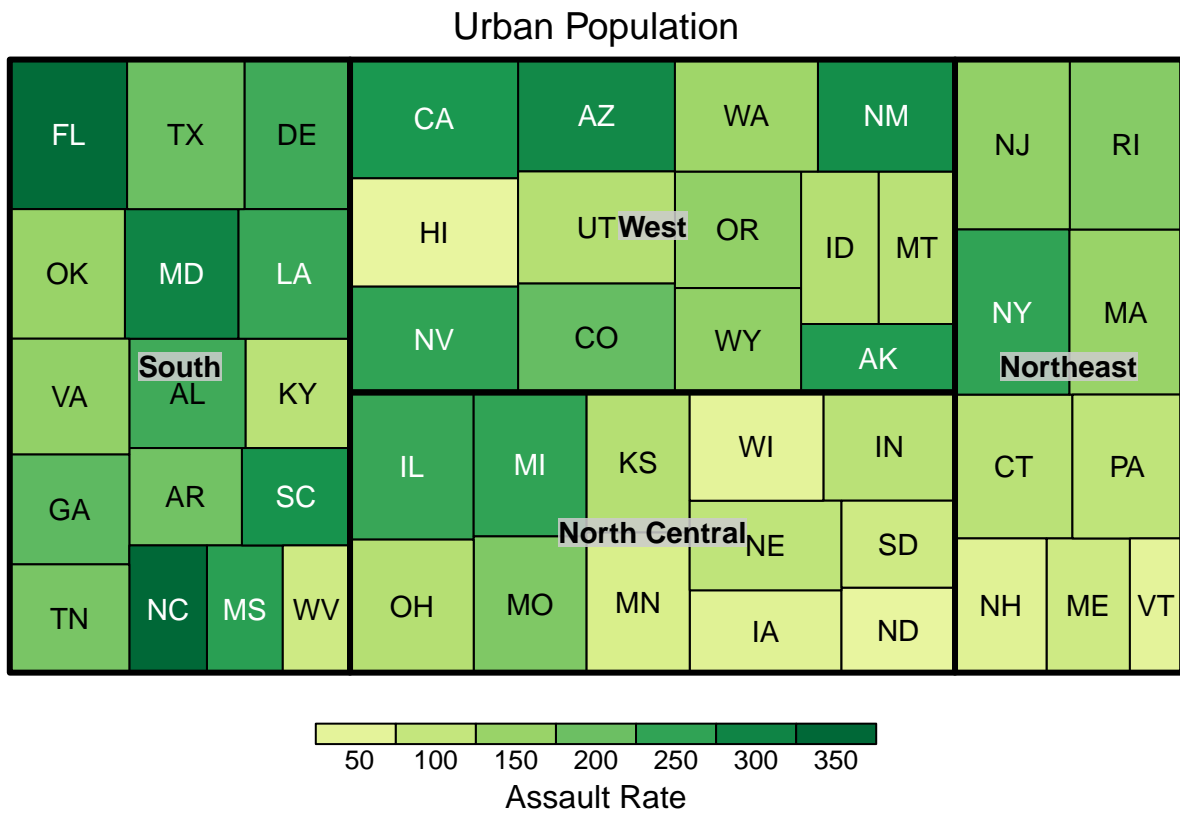 Urban Population
FL TX DE CA AZ WA NM NJ RI
HI UT West OR ID MT
OK MD LA
NV CO WY AK NY MA
South Northeast
VA AL KY
IL MI KS WI IN CT PA
GA AR SC
North Central
NE SD
TN NC MS WV OH MO MN IA ND NH ME VT
50 100 150 200 250 300 350
Assault Rate